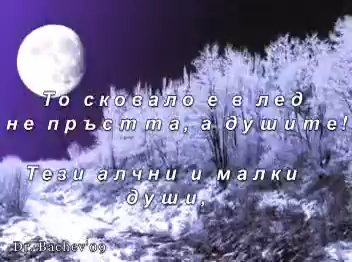 То сковало е в лед
не пръстта, а душите!
Тези алчни и малки
души,
Dr. Bachev'09